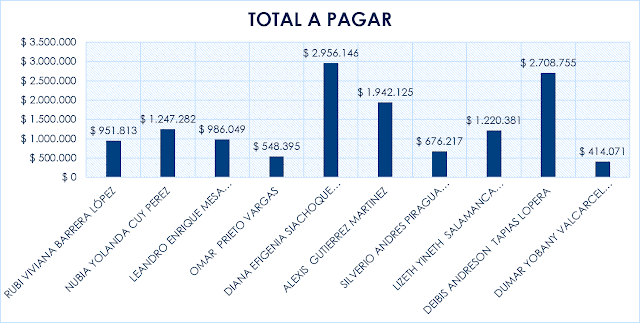 TOTAL A PAGAR
$ 3.500.000
$ 3.000.000
$ 2.500.000
$ 2.000.000
$ 1.500.000
$ 1.000.000
$ 500.000
$ 0
$ 951.813
$ 1.247.282
$ 986.049
$ 548.395
$ 2.956.146
$ 1.942.125
$ 676.217
$ 1.220.381
$ 2.708.755
$ 414.071
RUBI VIVIANA BARRERA LÓPEZ
NUBIA YOLANDA CUY PEREZ
LEANDRO ENRIQUE MESA...
OMAR PRIETO VARGAS
DIANA EFIGENIA SIACHOQUE...
ALEXIS GUTIERREZ MARTINEZ
SILVERIO ANDRES PIRAGUA...
LIZETH YINETH SALAMANCA...
DEIBIS ANDRESON TAPIAS LOPERA
DUMAR YOBANY VALCARCEL...